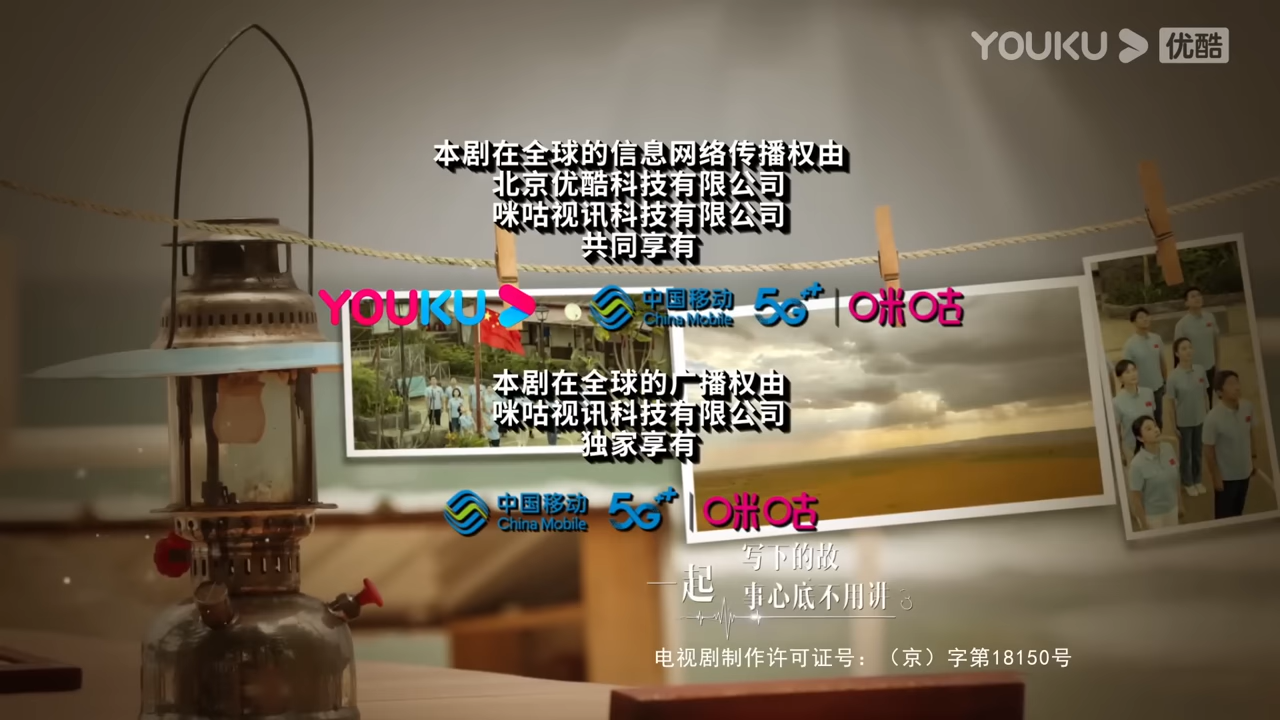 YOUKU 优酷
本剧在全球的信息网络传播权由
北京优酷科技有限公司
咪咕视讯科技有限公司
共同享有
YOUKU 中国移动 China Mobile 5G++ 咪咕
本剧在全球的广播权由
咪咕视讯科技有限公司
独家享有
中国移动 China Mobile 5G++ 咪咕
一起 写下的故
事心底不用讲
电视剧制作许可证号：（京）字第18150号